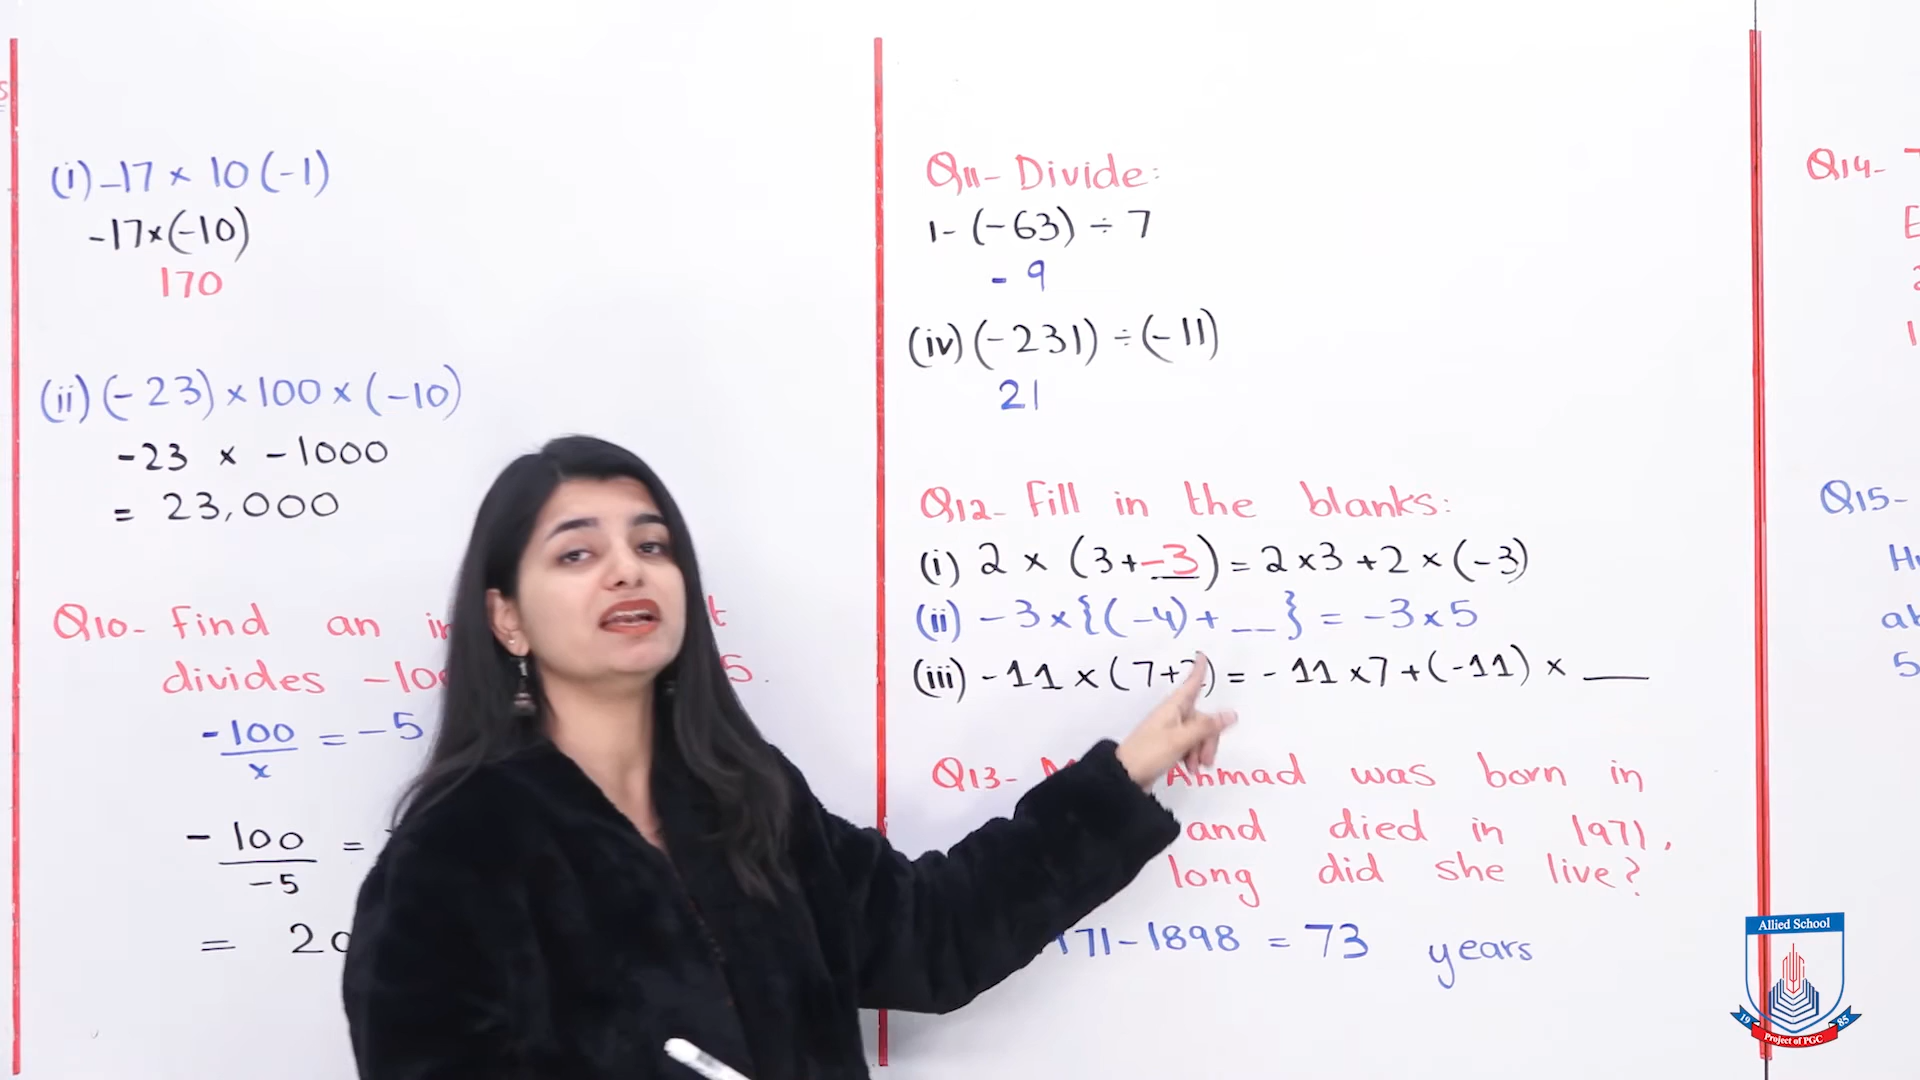 (i) -17 × 10 (-1)
-17×(-10)
170
(ii) (-23) × 100 × (-10)
-23 × -1000
= 23,000
Q10- Find an
divides
-100/x = -5
-100/-5 =
=
Q11- Divide:
1- (-63) ÷ 7
- 9
(iv) (-231) ÷ (-11)
21
Q12- Fill in the blanks:
(i) 2 × (3+-3) = 2×3+2×(-3)
(ii) -3×{(-4)+ __} = -3×5
(iii) -11×(7+ ) = -11×7+(-11)× __
Q13- Ahmad was born in
and died in 1971,
long did she live?
71-1898 = 73 years
Q14-
Q15-
Allied School
19 85
Project of PGC